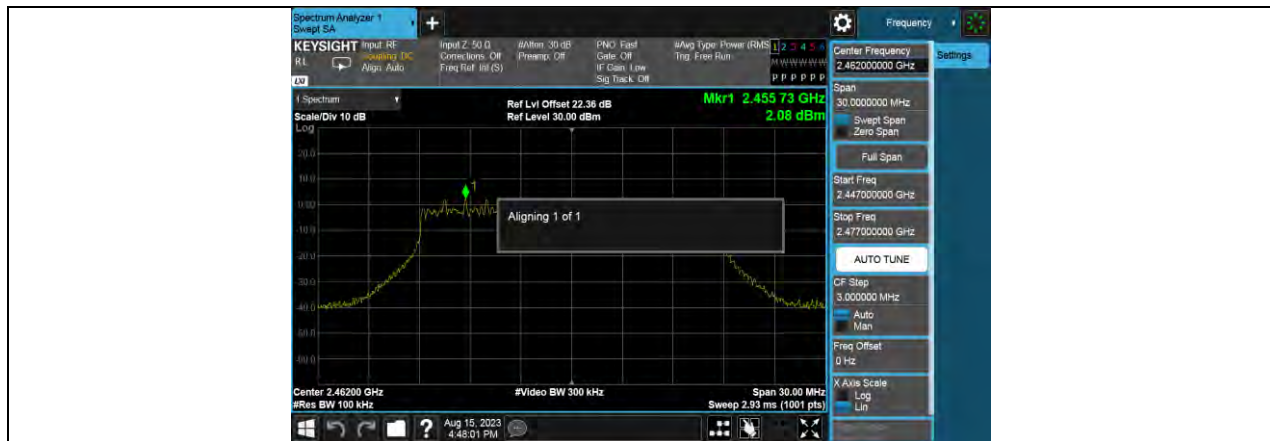 Spectrum Analyzer 1
Swept SA
+
Frequency
KEYSIGHT
RL
LXI
Input: RF
Coupling: DC
Align: Auto
Input Z: 50 Ω
Corrections: Off
Freq Ref: Int (S)
#Atten: 30 dB
Preamp: Off
PNO: Fast
Gate: Off
IF Gain: Low
Sig Track: Off
#Avg Type: Power (RMS
Trig: Free Run
1 2 3 4 5 6
M W W W W W
P P P P P P
Center Frequency
2.462000000 GHz
Settings
Span
30.0000000 MHz
Swept Span
Zero Span
Full Span
Start Freq
2.447000000 GHz
Stop Freq
2.477000000 GHz
AUTO TUNE
CF Step
3.000000 MHz
Auto
Man
Freq Offset
0 Hz
X Axis Scale
Log
Lin
1 Spectrum
Scale/Div 10 dB
Log
Ref Lvl Offset 22.36 dB
Ref Level 30.00 dBm
Mkr1 2.455 73 GHz
2.08 dBm
20.0
10.0
0.00
-10.0
-20.0
-30.0
-40.0
-50.0
-60.0
1
Aligning 1 of 1
Center 2.46200 GHz
#Res BW 100 kHz
#Video BW 300 kHz
Span 30.00 MHz
Sweep 2.93 ms (1001 pts)
?
Aug 15, 2023
4:48:01 PM